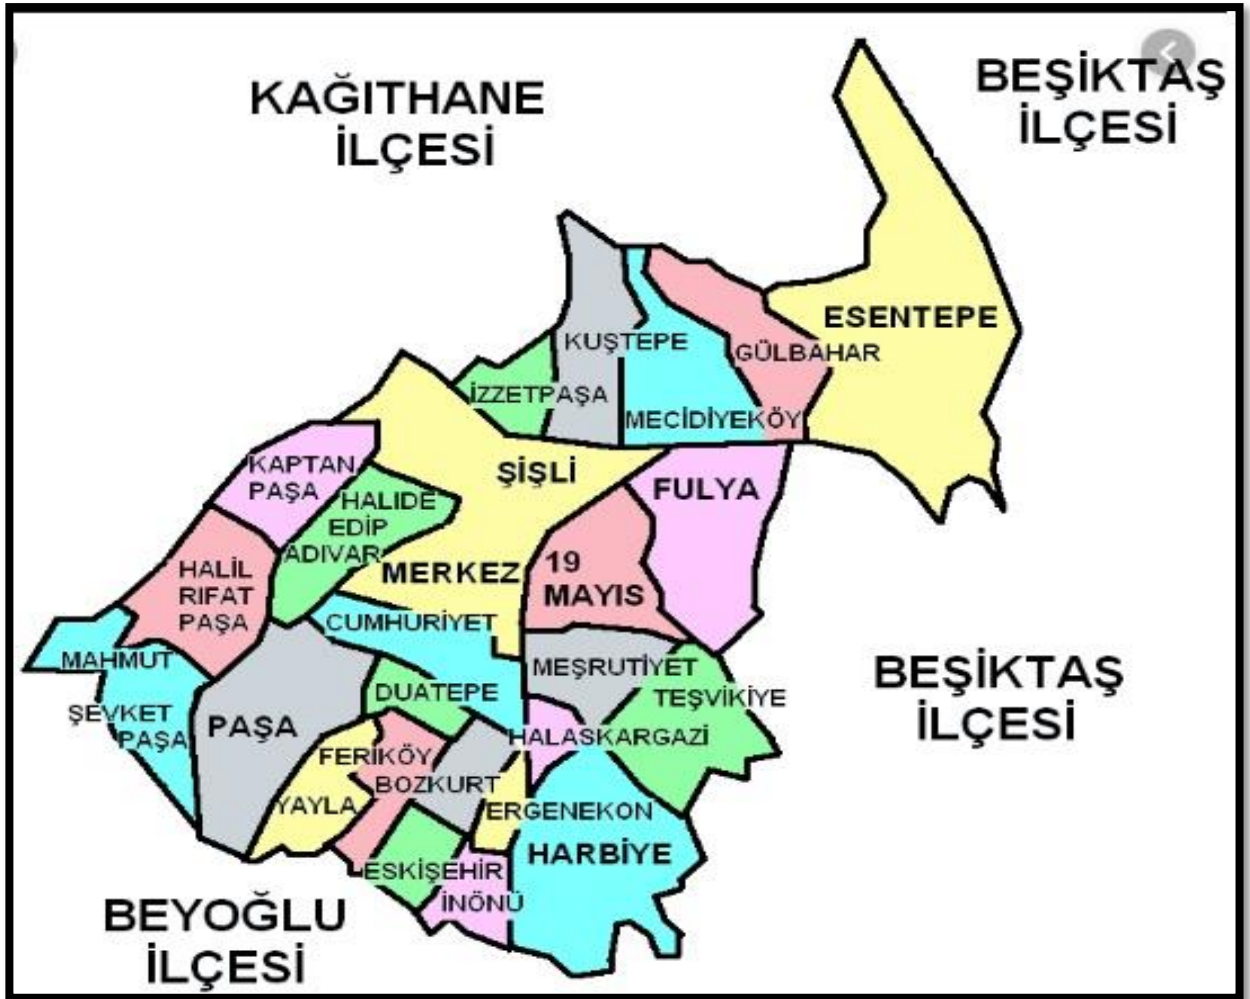 KAĞITHANE
İLÇESİ
BEŞİKTAŞ
İLÇESİ
ESENTEPE
KUŞTEPE
GÜLBAHAR
İZZETPAŞA
MECİDİYEKÖY
ŞİŞLİ
MERKEZ
KAPTAN
PAŞA
HALIDE
EDİP
ADIVAR
FULYA
19
MAYIS
HALİL
RIFAT
PAŞA
CUMHURİYET
MAHMUT
ŞEVKET
PAŞA
MEŞRUTİYET
TEŞVİKİYE
DUATEPE
PAŞA
HALASKARGAZİ
FERİKÖY
BOZKURT
YAYLA
ERGENEKON
HARBİYE
ESKİŞEHİR
İNÖNÜ
BEŞİKTAŞ
İLÇESİ
BEYOĞLU
İLÇESİ